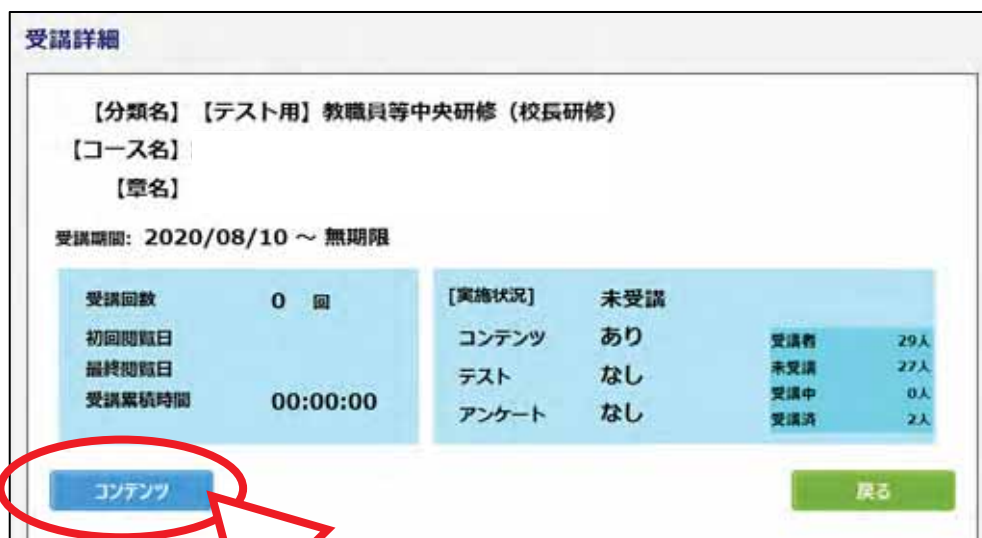 受講詳細
【分類名】【テスト用】教職員等中央研修（校長研修）
【コース名】
【章名】
受講期間: 2020/08/10 ～ 無期限
受講回数 0 回
初回閲覧日
最終閲覧日
受講累積時間 00:00:00
[実施状況] 未受講
コンテンツ あり
テスト なし
アンケート なし
受講者 29人
未受講 27人
受講中 0人
受講済 2人
コンテンツ
戻る